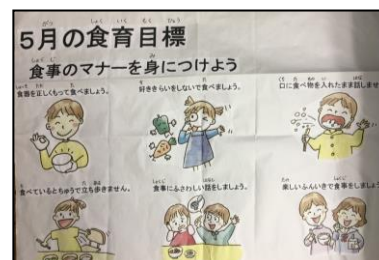 5月の食育目標
食事のマナーを身につけよう
食器を正しくもって食べましょう。
好ききらいをしないで食べましょう。
口に食べ物を入れたまま話しませ
食べているとちゅうで立ち歩きません。
食事にふさわしい話をしましょう。
楽しいふんいきで食事をしましょう。